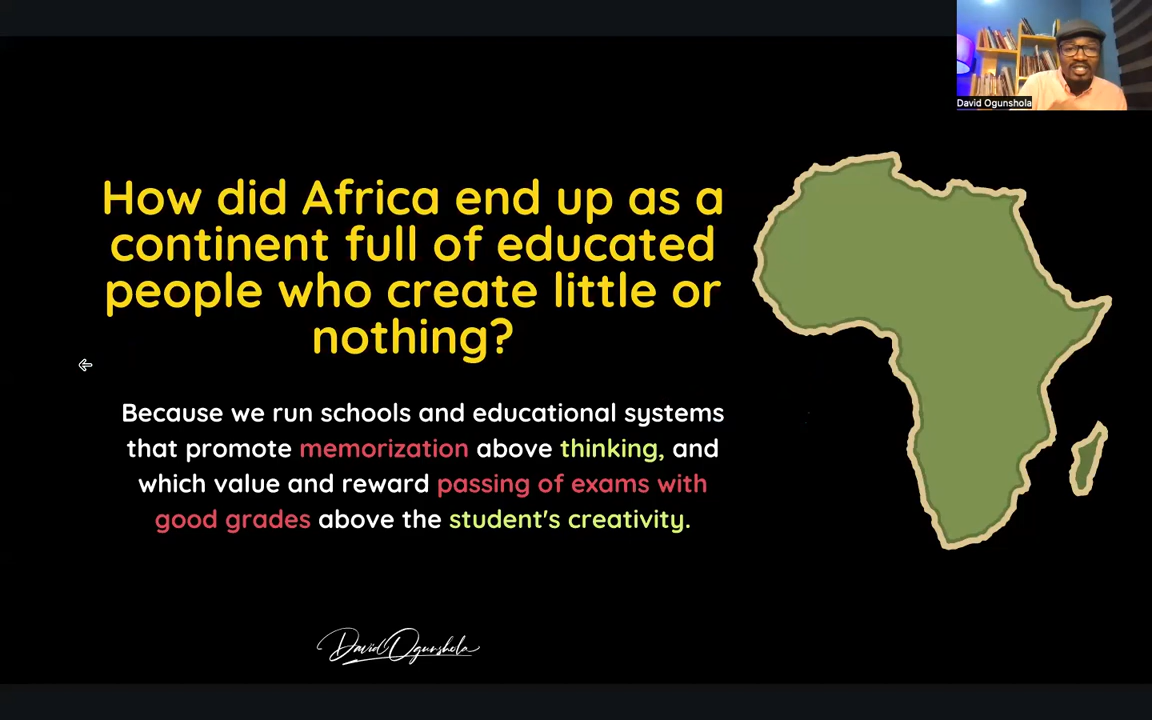 David Ogunshola
How did Africa end up as a
continent full of educated
people who create little or
nothing?
Because we run schools and educational systems
that promote memorization above thinking, and
which value and reward passing of exams with
good grades above the student's creativity.
David Ogunshola